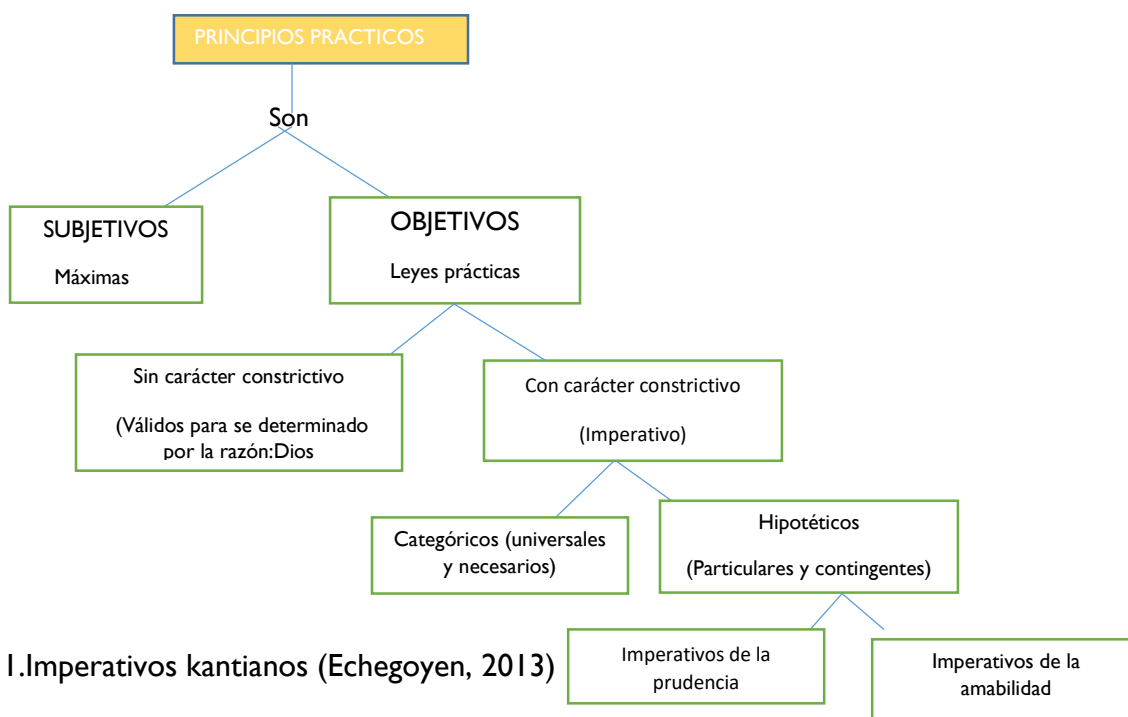 PRINCIPIOS PRACTICOS
Son
SUBJETIVOS
Máximas
OBJETIVOS
Leyes prácticas
Sin carácter constrictivo
(Válidos para se determinado
por la razón:Dios
Con carácter constrictivo
(Imperativo)
Categóricos (universales
y necesarios)
Hipotéticos
(Particulares y contingentes)
1.Imperativos kantianos (Echegoyen, 2013)
Imperativos de la
prudencia
Imperativos de la
amabilidad